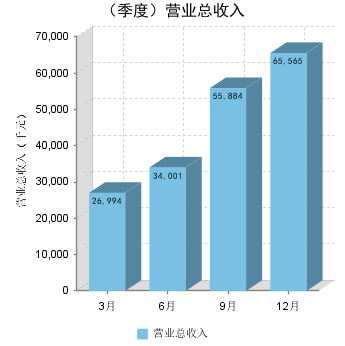 （季度）营业总收入
营业总收入（千元）
70,000
60,000
50,000
40,000
30,000
20,000
10,000
0
26,994
34,001
55,884
65,565
3月
6月
9月
12月
营业总收入